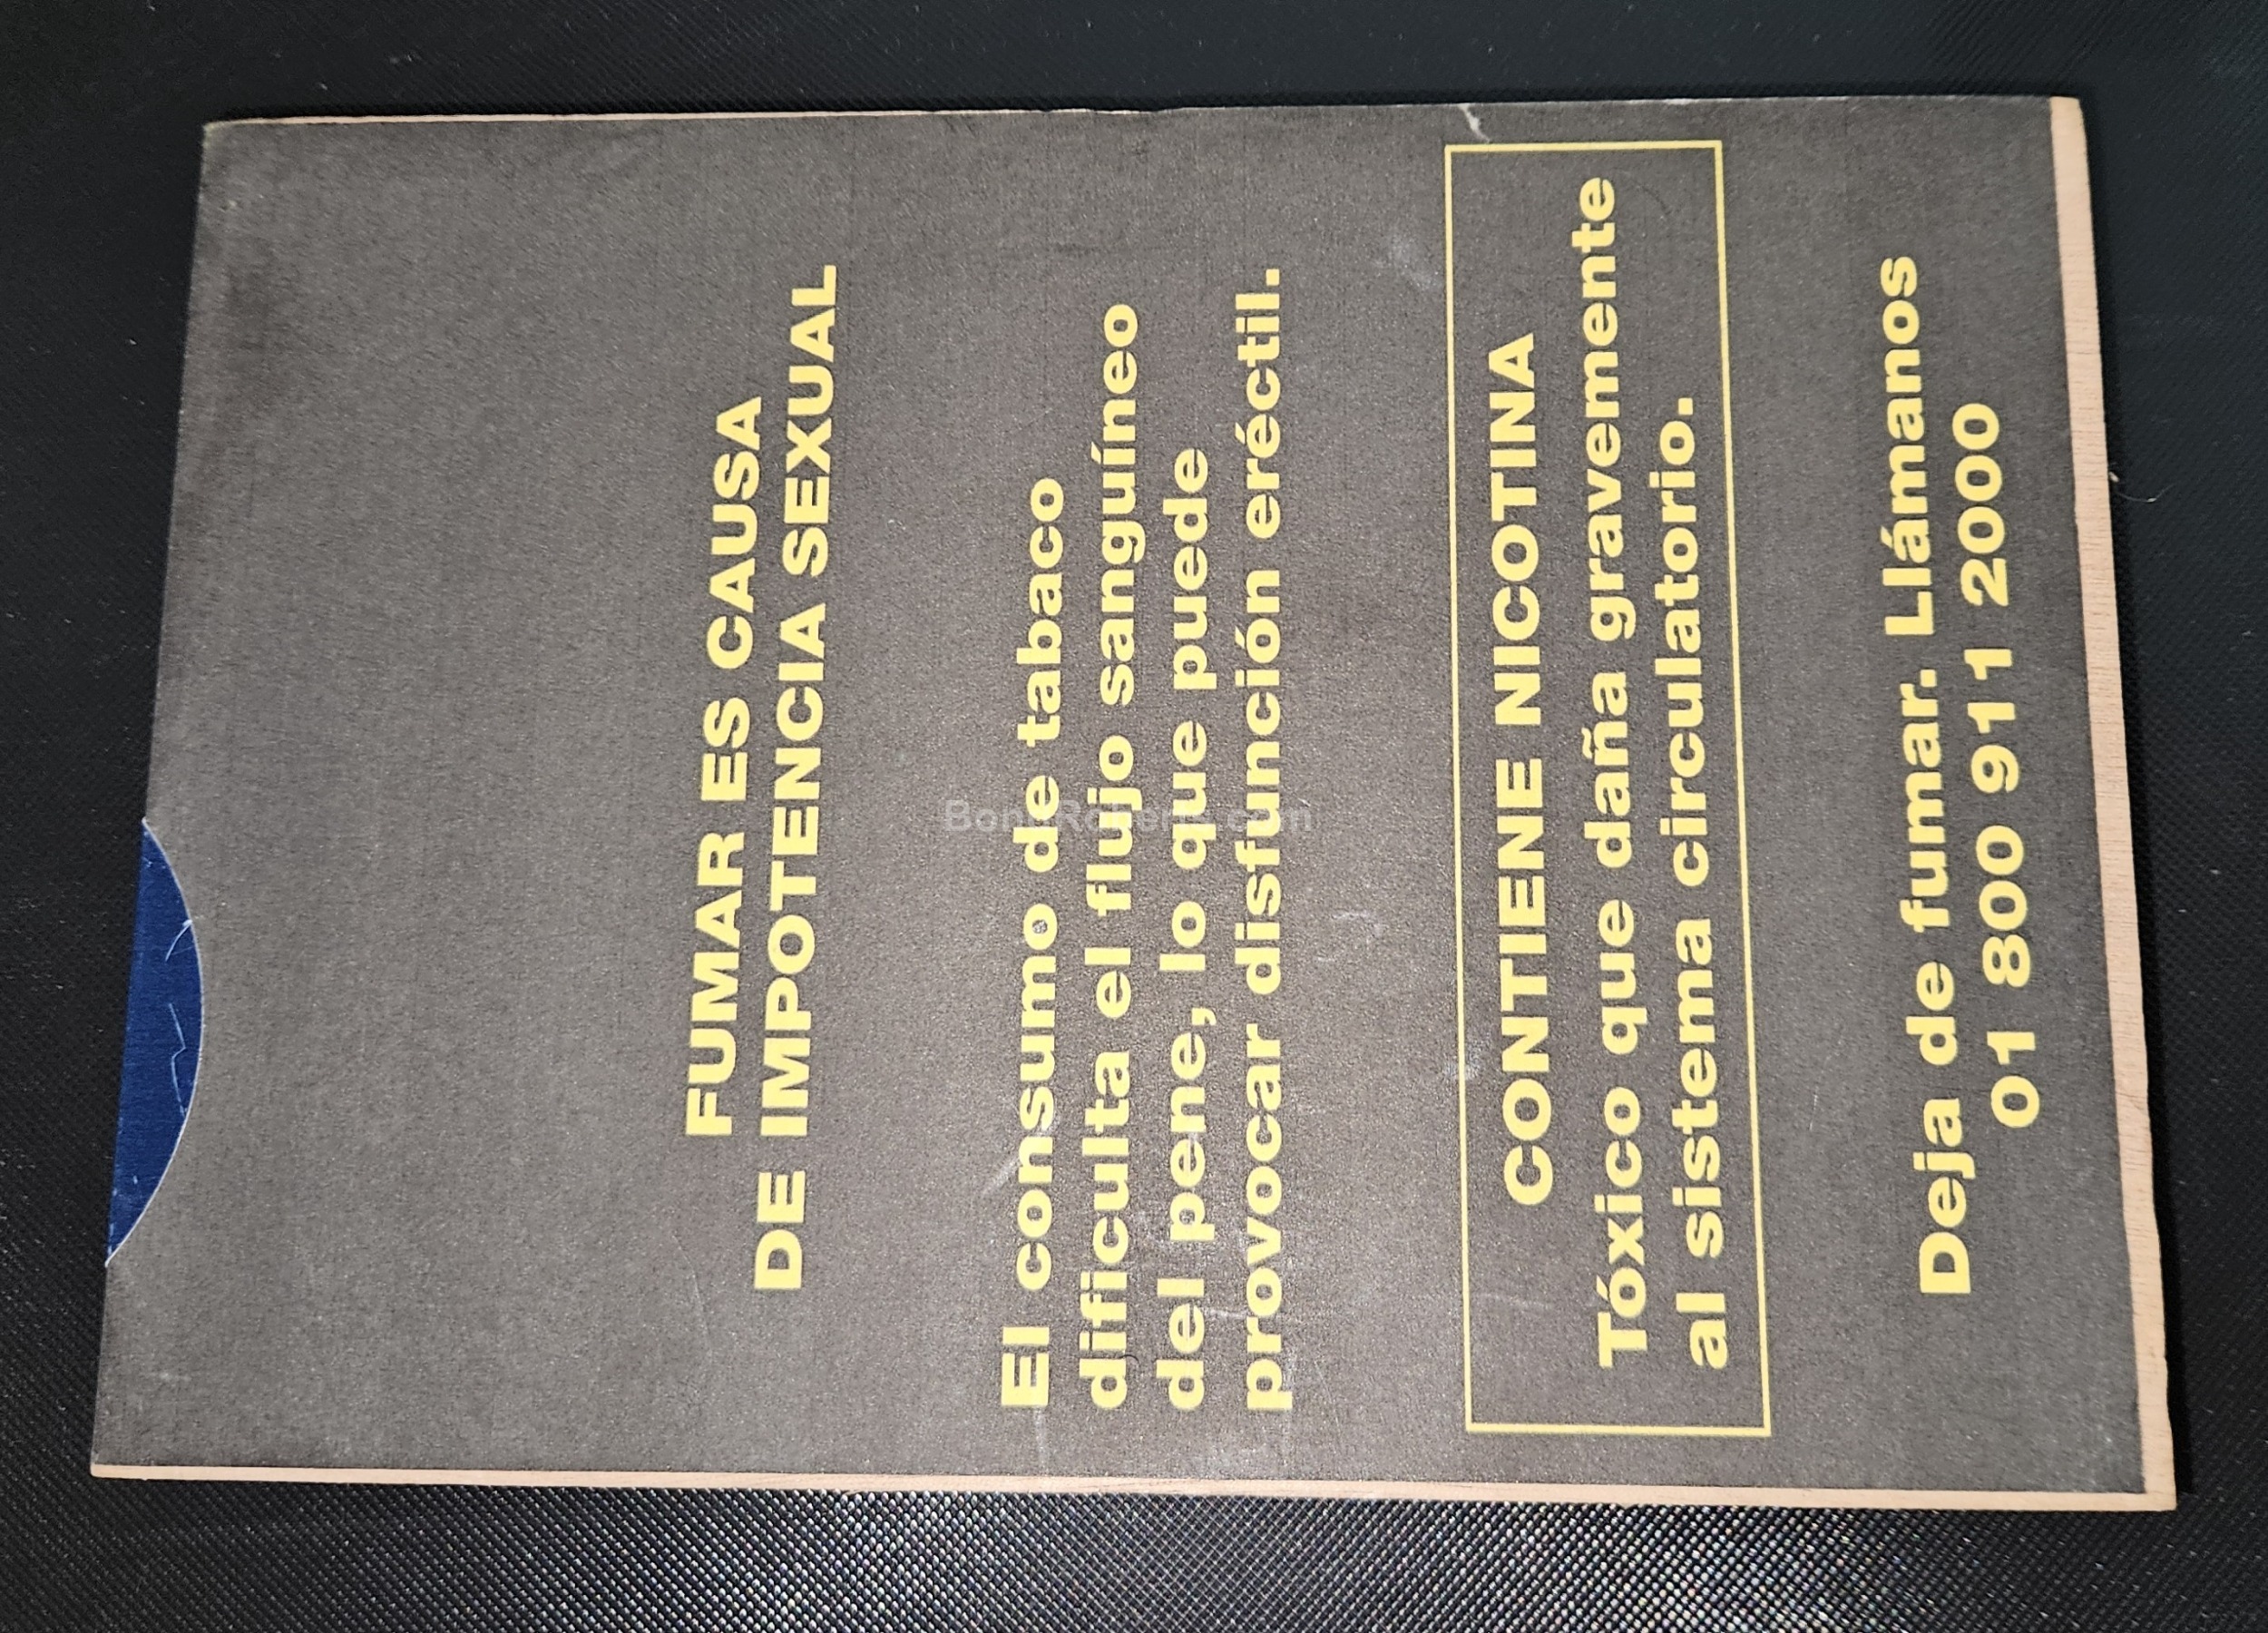 FUMAR ES CAUSA
DE IMPOTENCIA SEXUAL
El consumo de tabaco
dificulta el flujo sanguíneo
del pene, lo que puede
provocar disfunción eréctil.
CONTIENE NICOTINA
Tóxico que daña gravemente
al sistema circulatorio.
Deja de fumar. Llámanos
01 800 911 2000